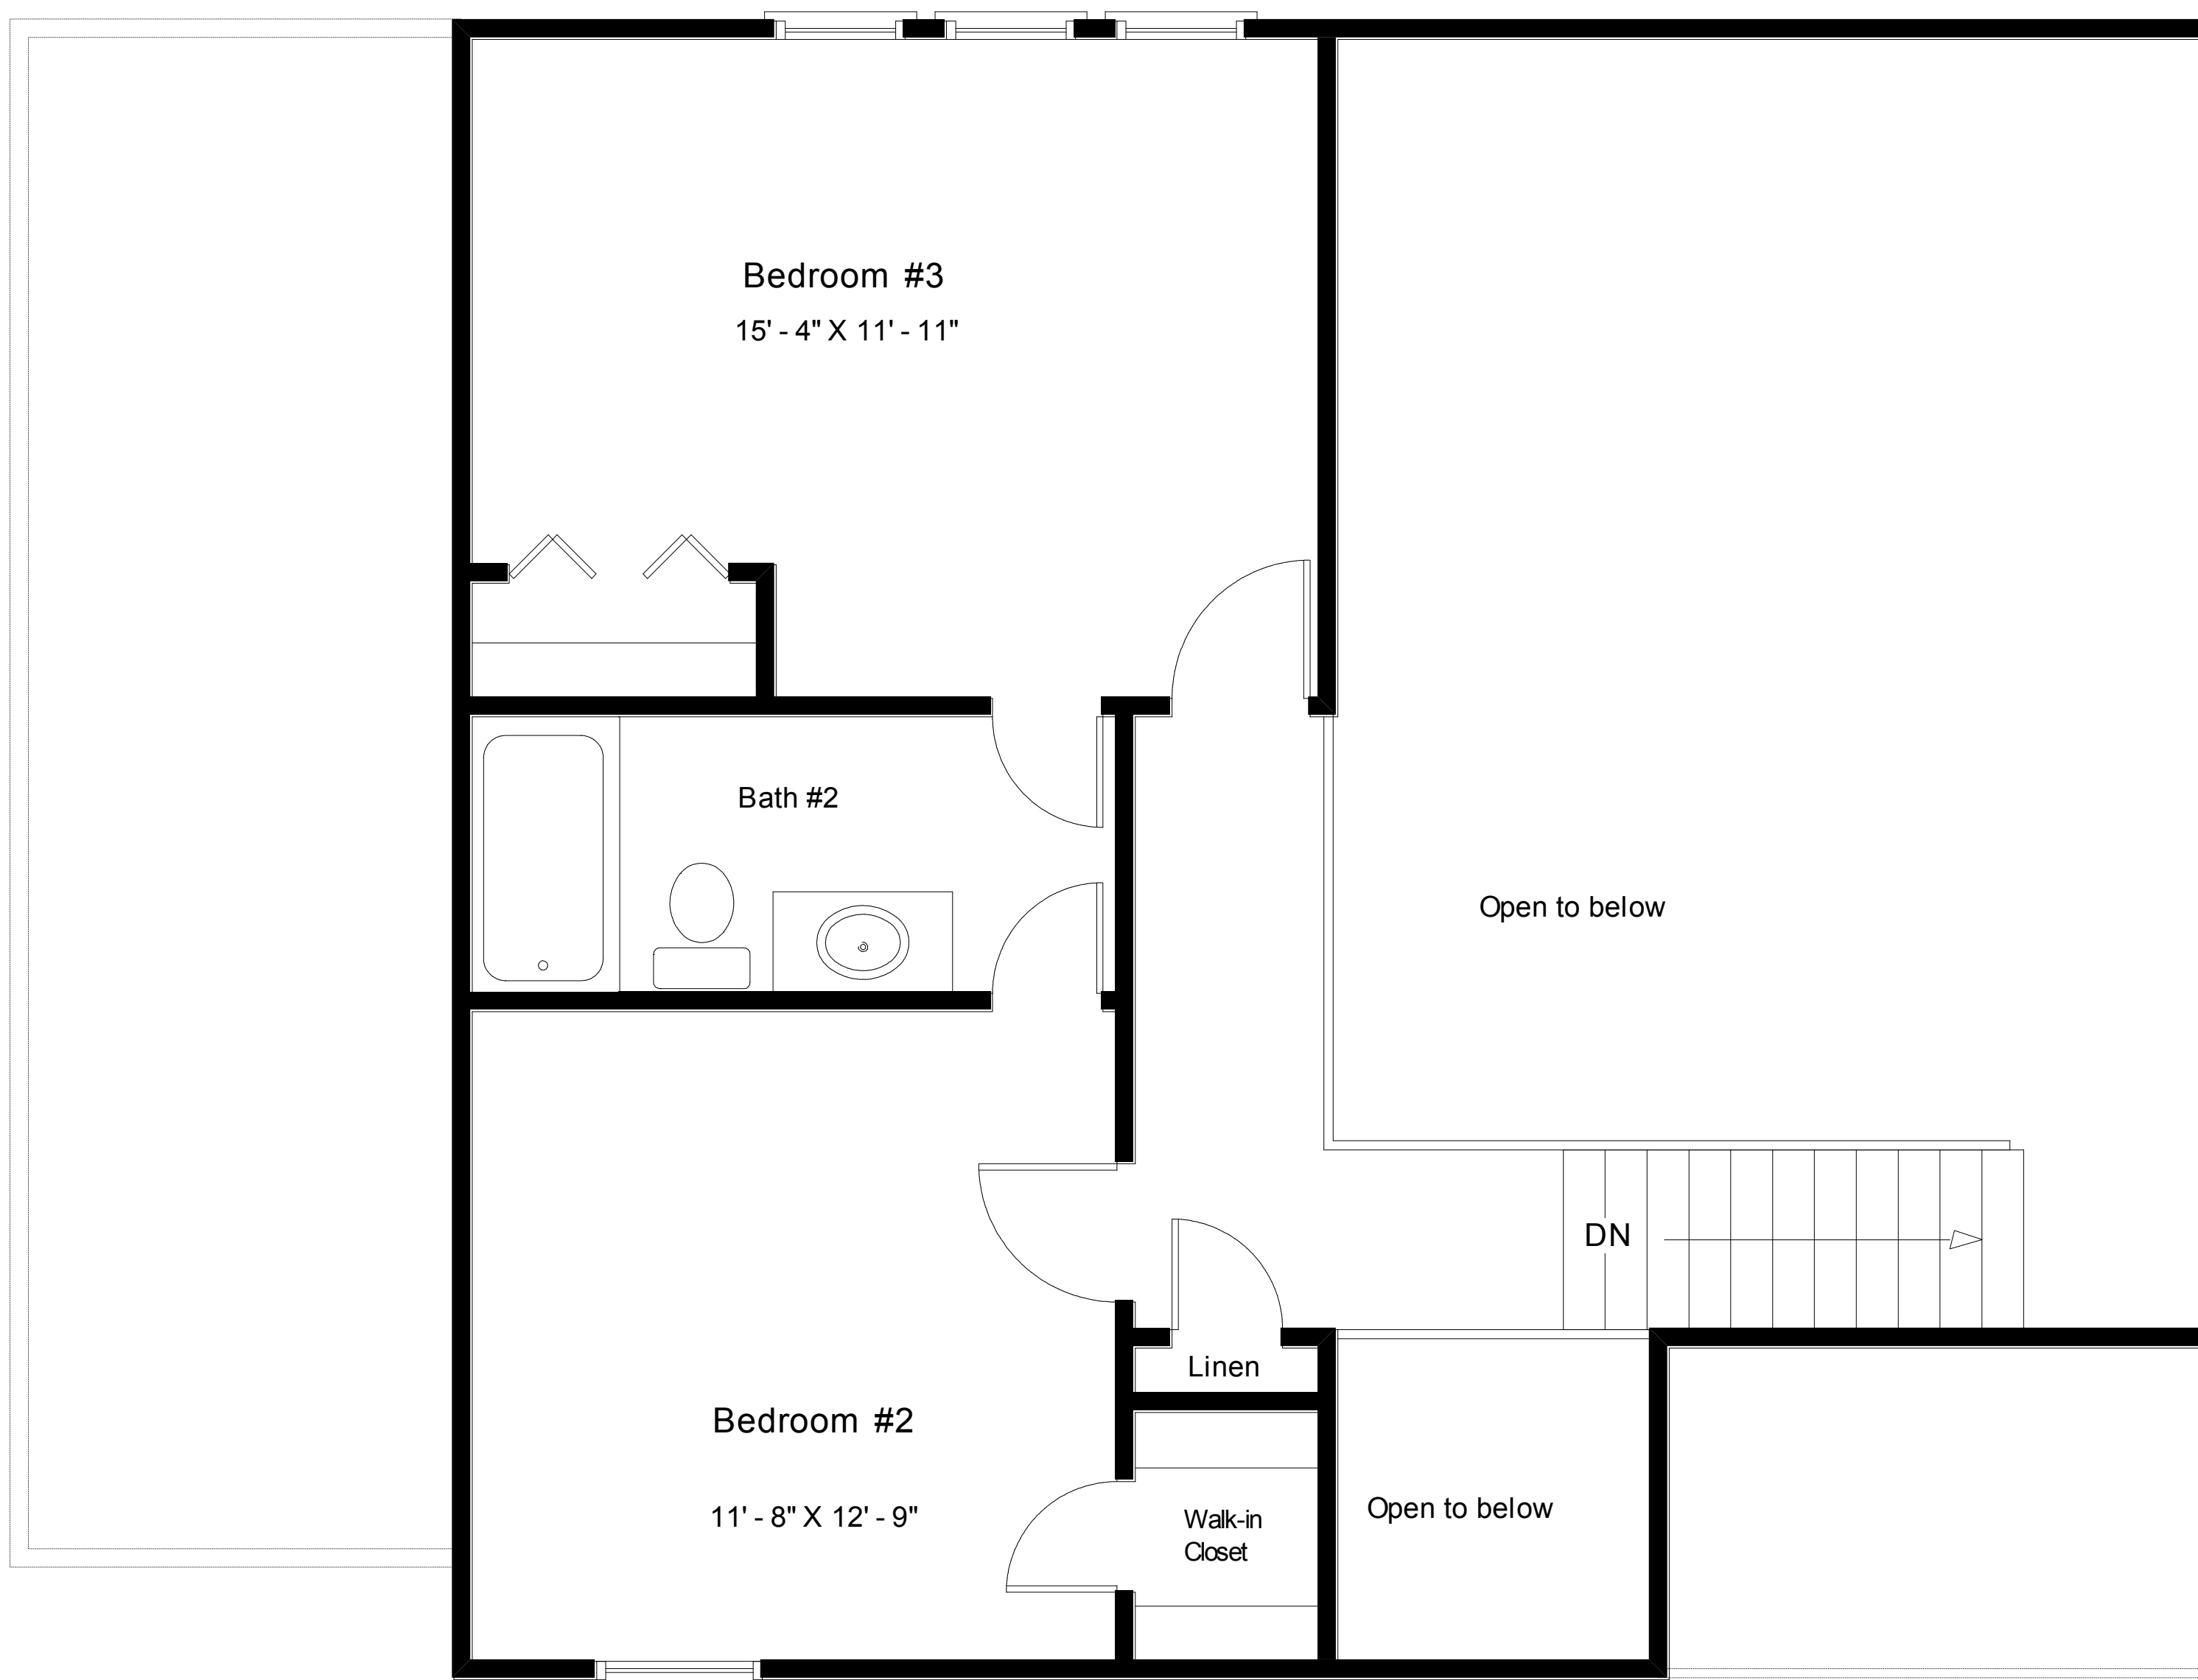 Bedroom #3
15' - 4" X 11' - 11"
Bath #2
Open to below
DN
Linen
Bedroom #2
11' - 8" X 12' - 9"
Walk-in
Closet
Open to below